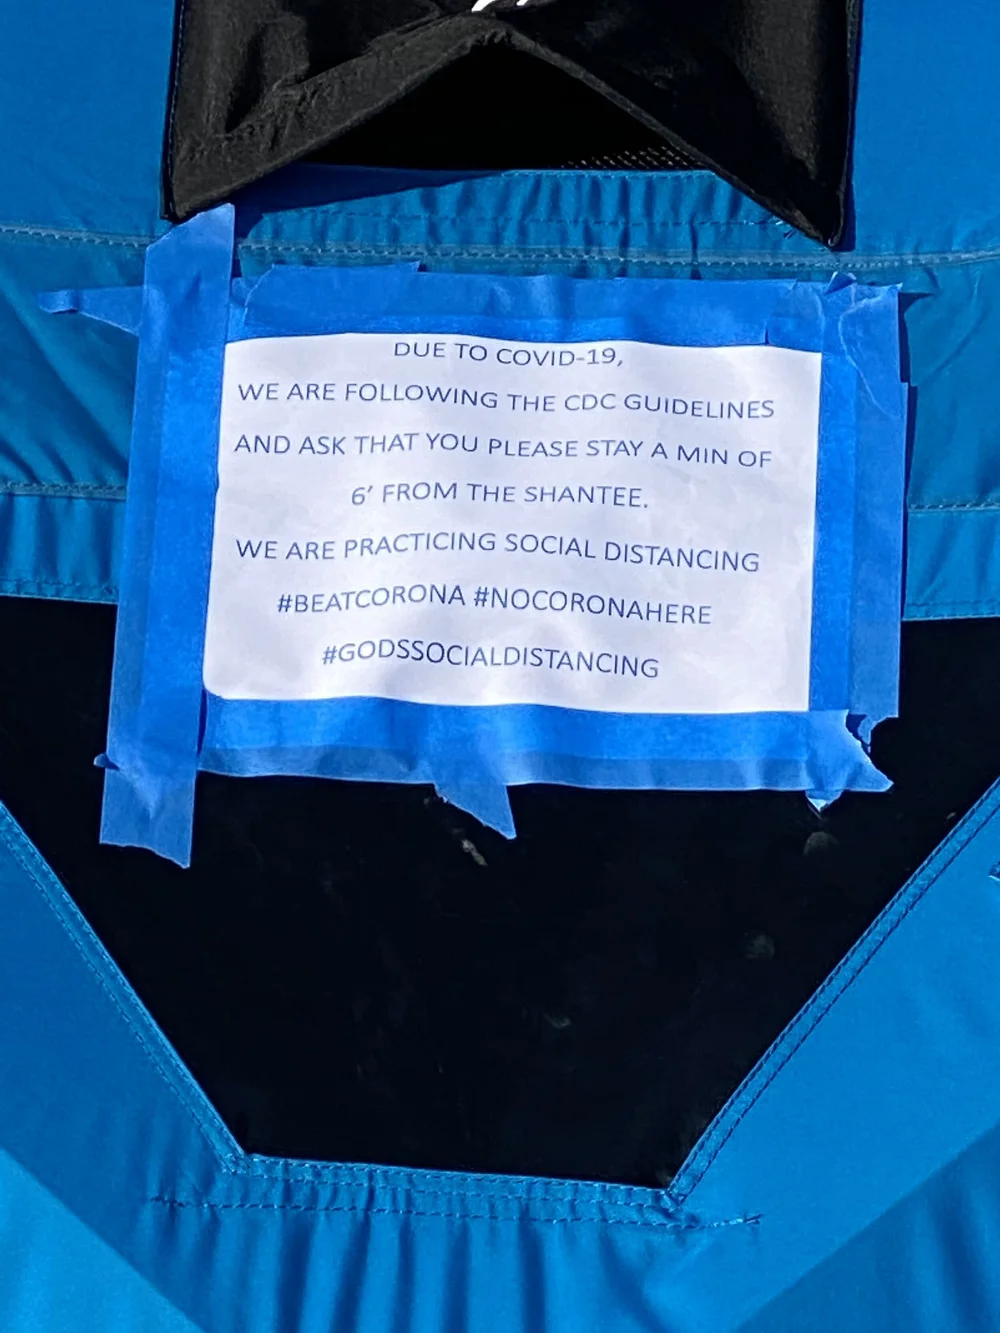 DUE TO COVID-19,
WE ARE FOLLOWING THE CDC GUIDELINES
AND ASK THAT YOU PLEASE STAY A MIN OF
6' FROM THE SHANTEE.
WE ARE PRACTICING SOCIAL DISTANCING
#BEATCORONA #NOCORONAHERE
#GODSSOCIALDISTANCING